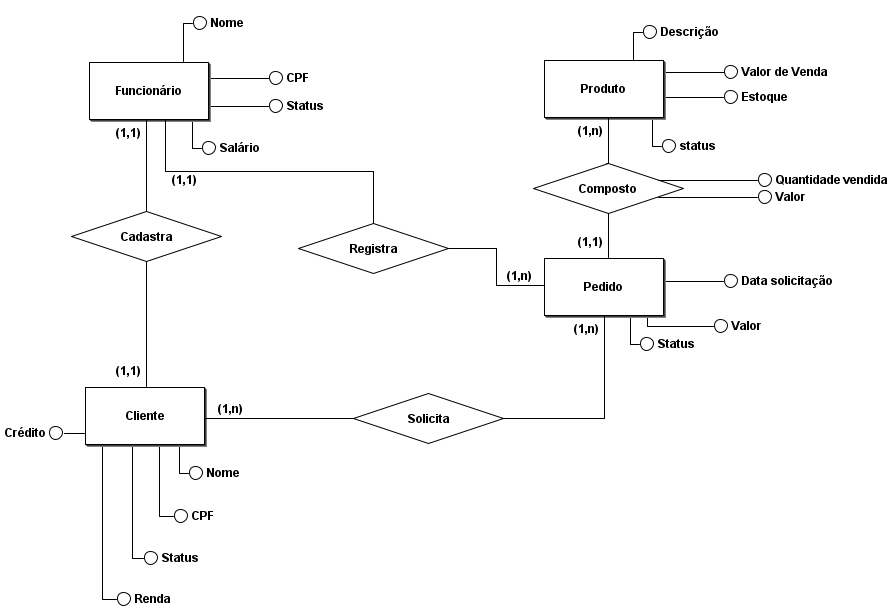 Nome
Descrição
Funcionário
CPF
Status
Salário
Produto
Valor de Venda
Estoque
status
(1,1)
(1,1)
(1,n)
Composto
Quantidade vendida
Valor
Cadastra
Registra
(1,1)
(1,n)
Pedido
Data solicitação
Valor
Status
(1,n)
(1,1)
Cliente
(1,n)
Solicita
Crédito
Nome
CPF
Status
Renda